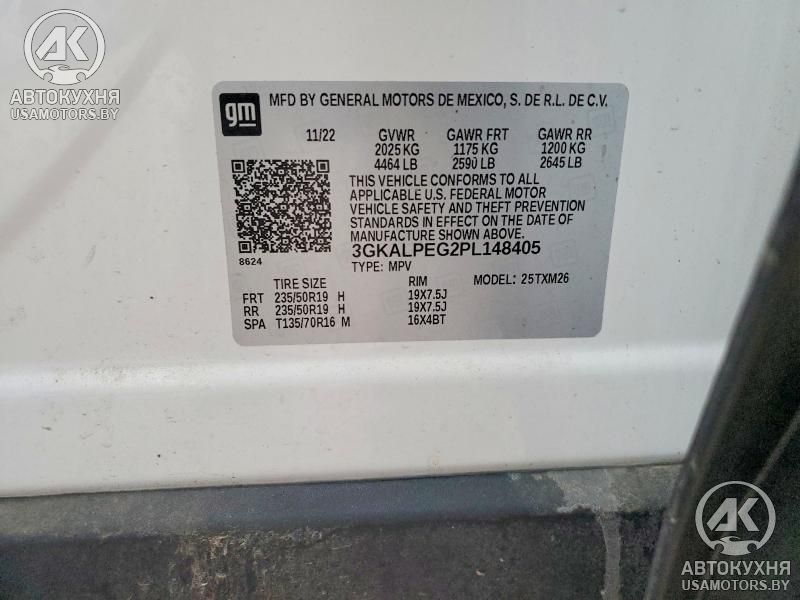 AK
АВТОКУХНЯ
USAMOTORS.BY
gm
MFD BY GENERAL MOTORS DE MEXICO, S. DE R.L. DE C.V.
11/22 GVWR GAWR FRT GAWR RR
2025 KG 1175 KG 1200 KG
4464 LB 2590 LB 2645 LB
THIS VEHICLE CONFORMS TO ALL
APPLICABLE U.S. FEDERAL MOTOR
VEHICLE SAFETY AND THEFT PREVENTION
STANDARDS IN EFFECT ON THE DATE OF
MANUFACTURE SHOWN ABOVE.
8624 3GKALPEG2PL148405
TYPE: MPV MODEL: 25TXM26
TIRE SIZE RIM
FRT 235/50R19 H 19X7.5J
RR 235/50R19 H 19X7.5J
SPA T135/70R16 M 16X4BT
AK
АВТОКУХНЯ
USAMOTORS.BY